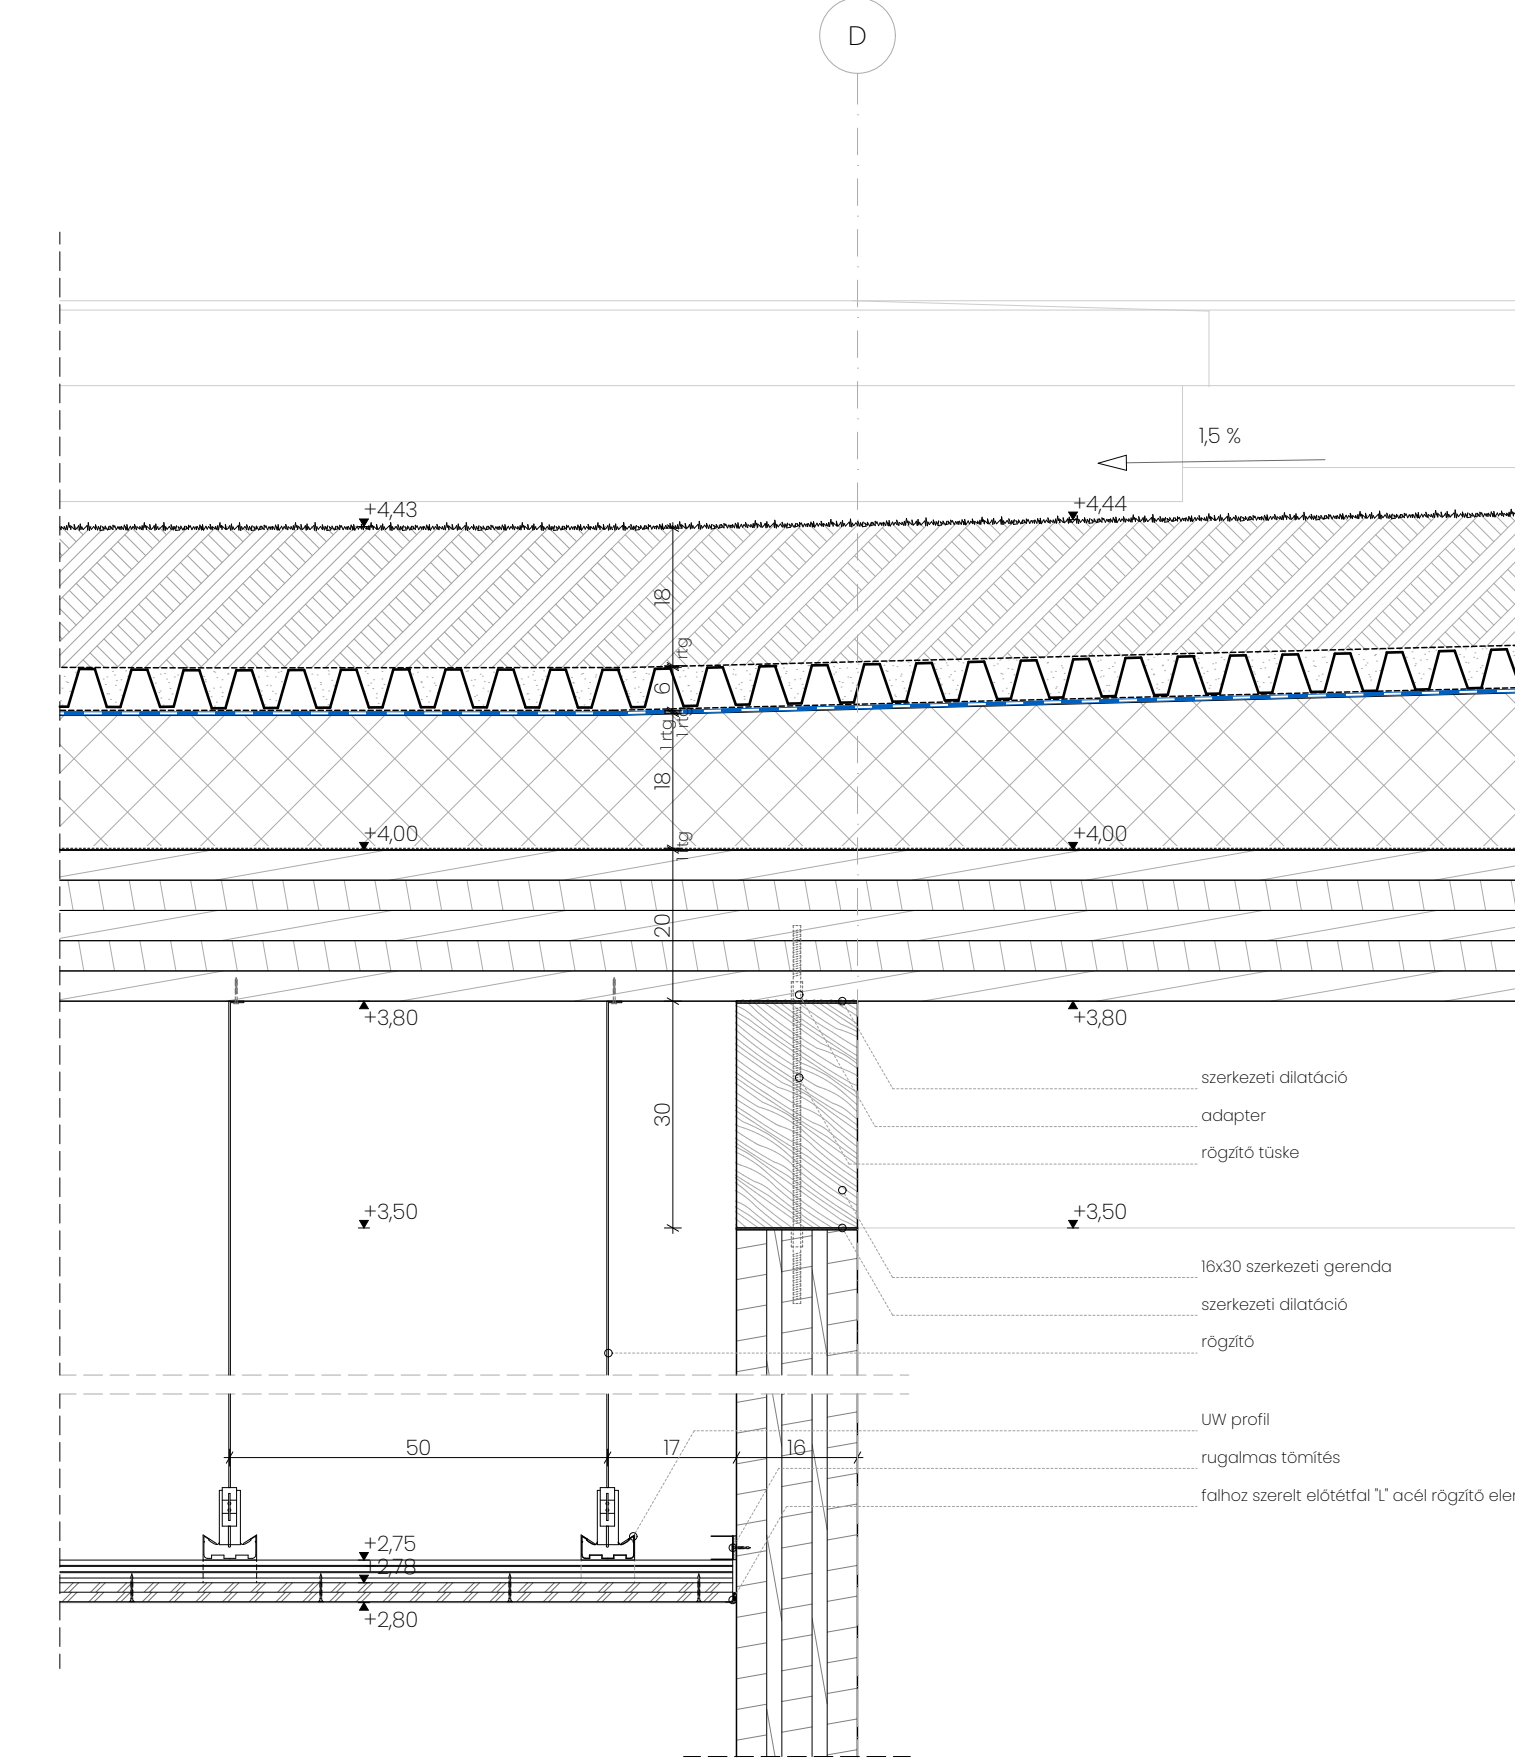 D
1,5 %
+4,43
+4,44
18
1 rtg
6
1 rtg
1 rtg
18
+4,00
+4,00
1 rtg
20
+3,80
+3,80
szerkezeti dilatáció
adapter
30
rögzítő tüske
+3,50
+3,50
16x30 szerkezeti gerenda
szerkezeti dilatáció
rögzítő
UW profil
50
17
16
rugalmas tömítés
falhoz szerelt előtétfal "L" acél rögzítő
+2,75
+2,78
+2,80